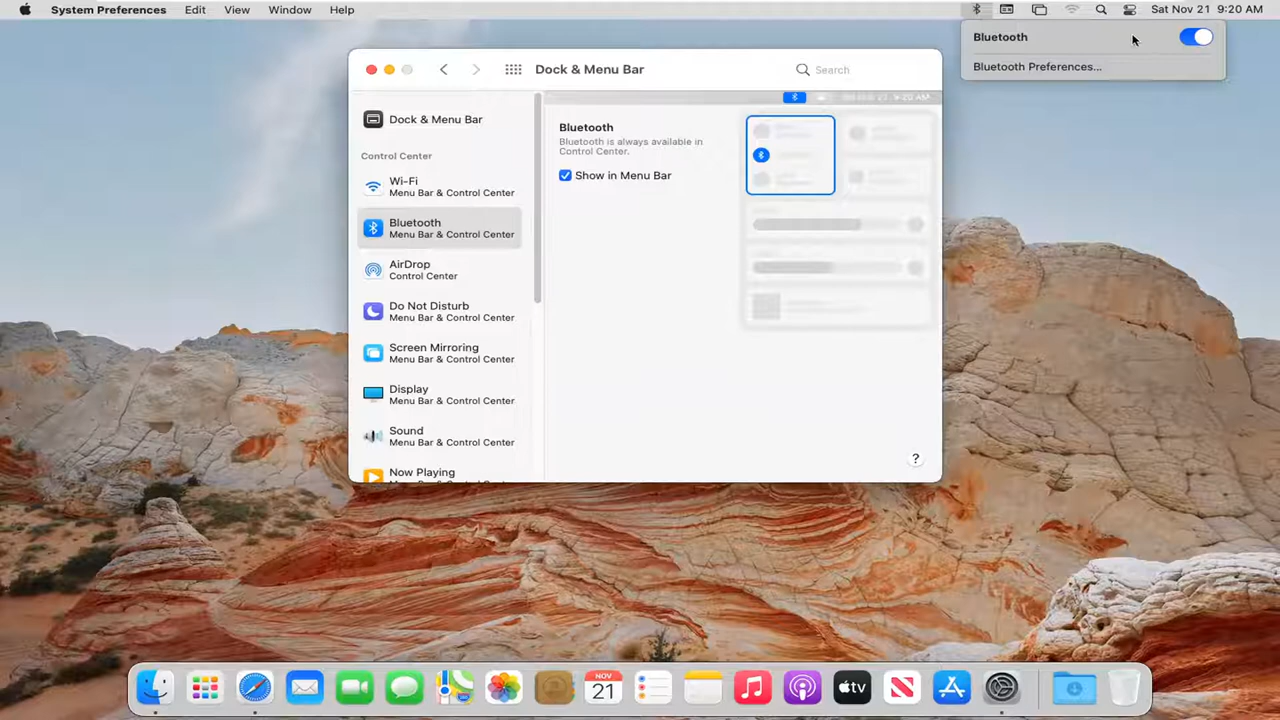 System Preferences Edit View Window Help
Sat Nov 21 9:20 AM
Bluetooth
Bluetooth Preferences...
Dock & Menu Bar
Search
Dock & Menu Bar
Control Center
Wi-Fi
Menu Bar & Control Center
Bluetooth
Menu Bar & Control Center
AirDrop
Control Center
Do Not Disturb
Menu Bar & Control Center
Screen Mirroring
Menu Bar & Control Center
Display
Menu Bar & Control Center
Sound
Menu Bar & Control Center
Now Playing
Bluetooth
Bluetooth is always available in
Control Center.
Show in Menu Bar
?
NOV
21
tv